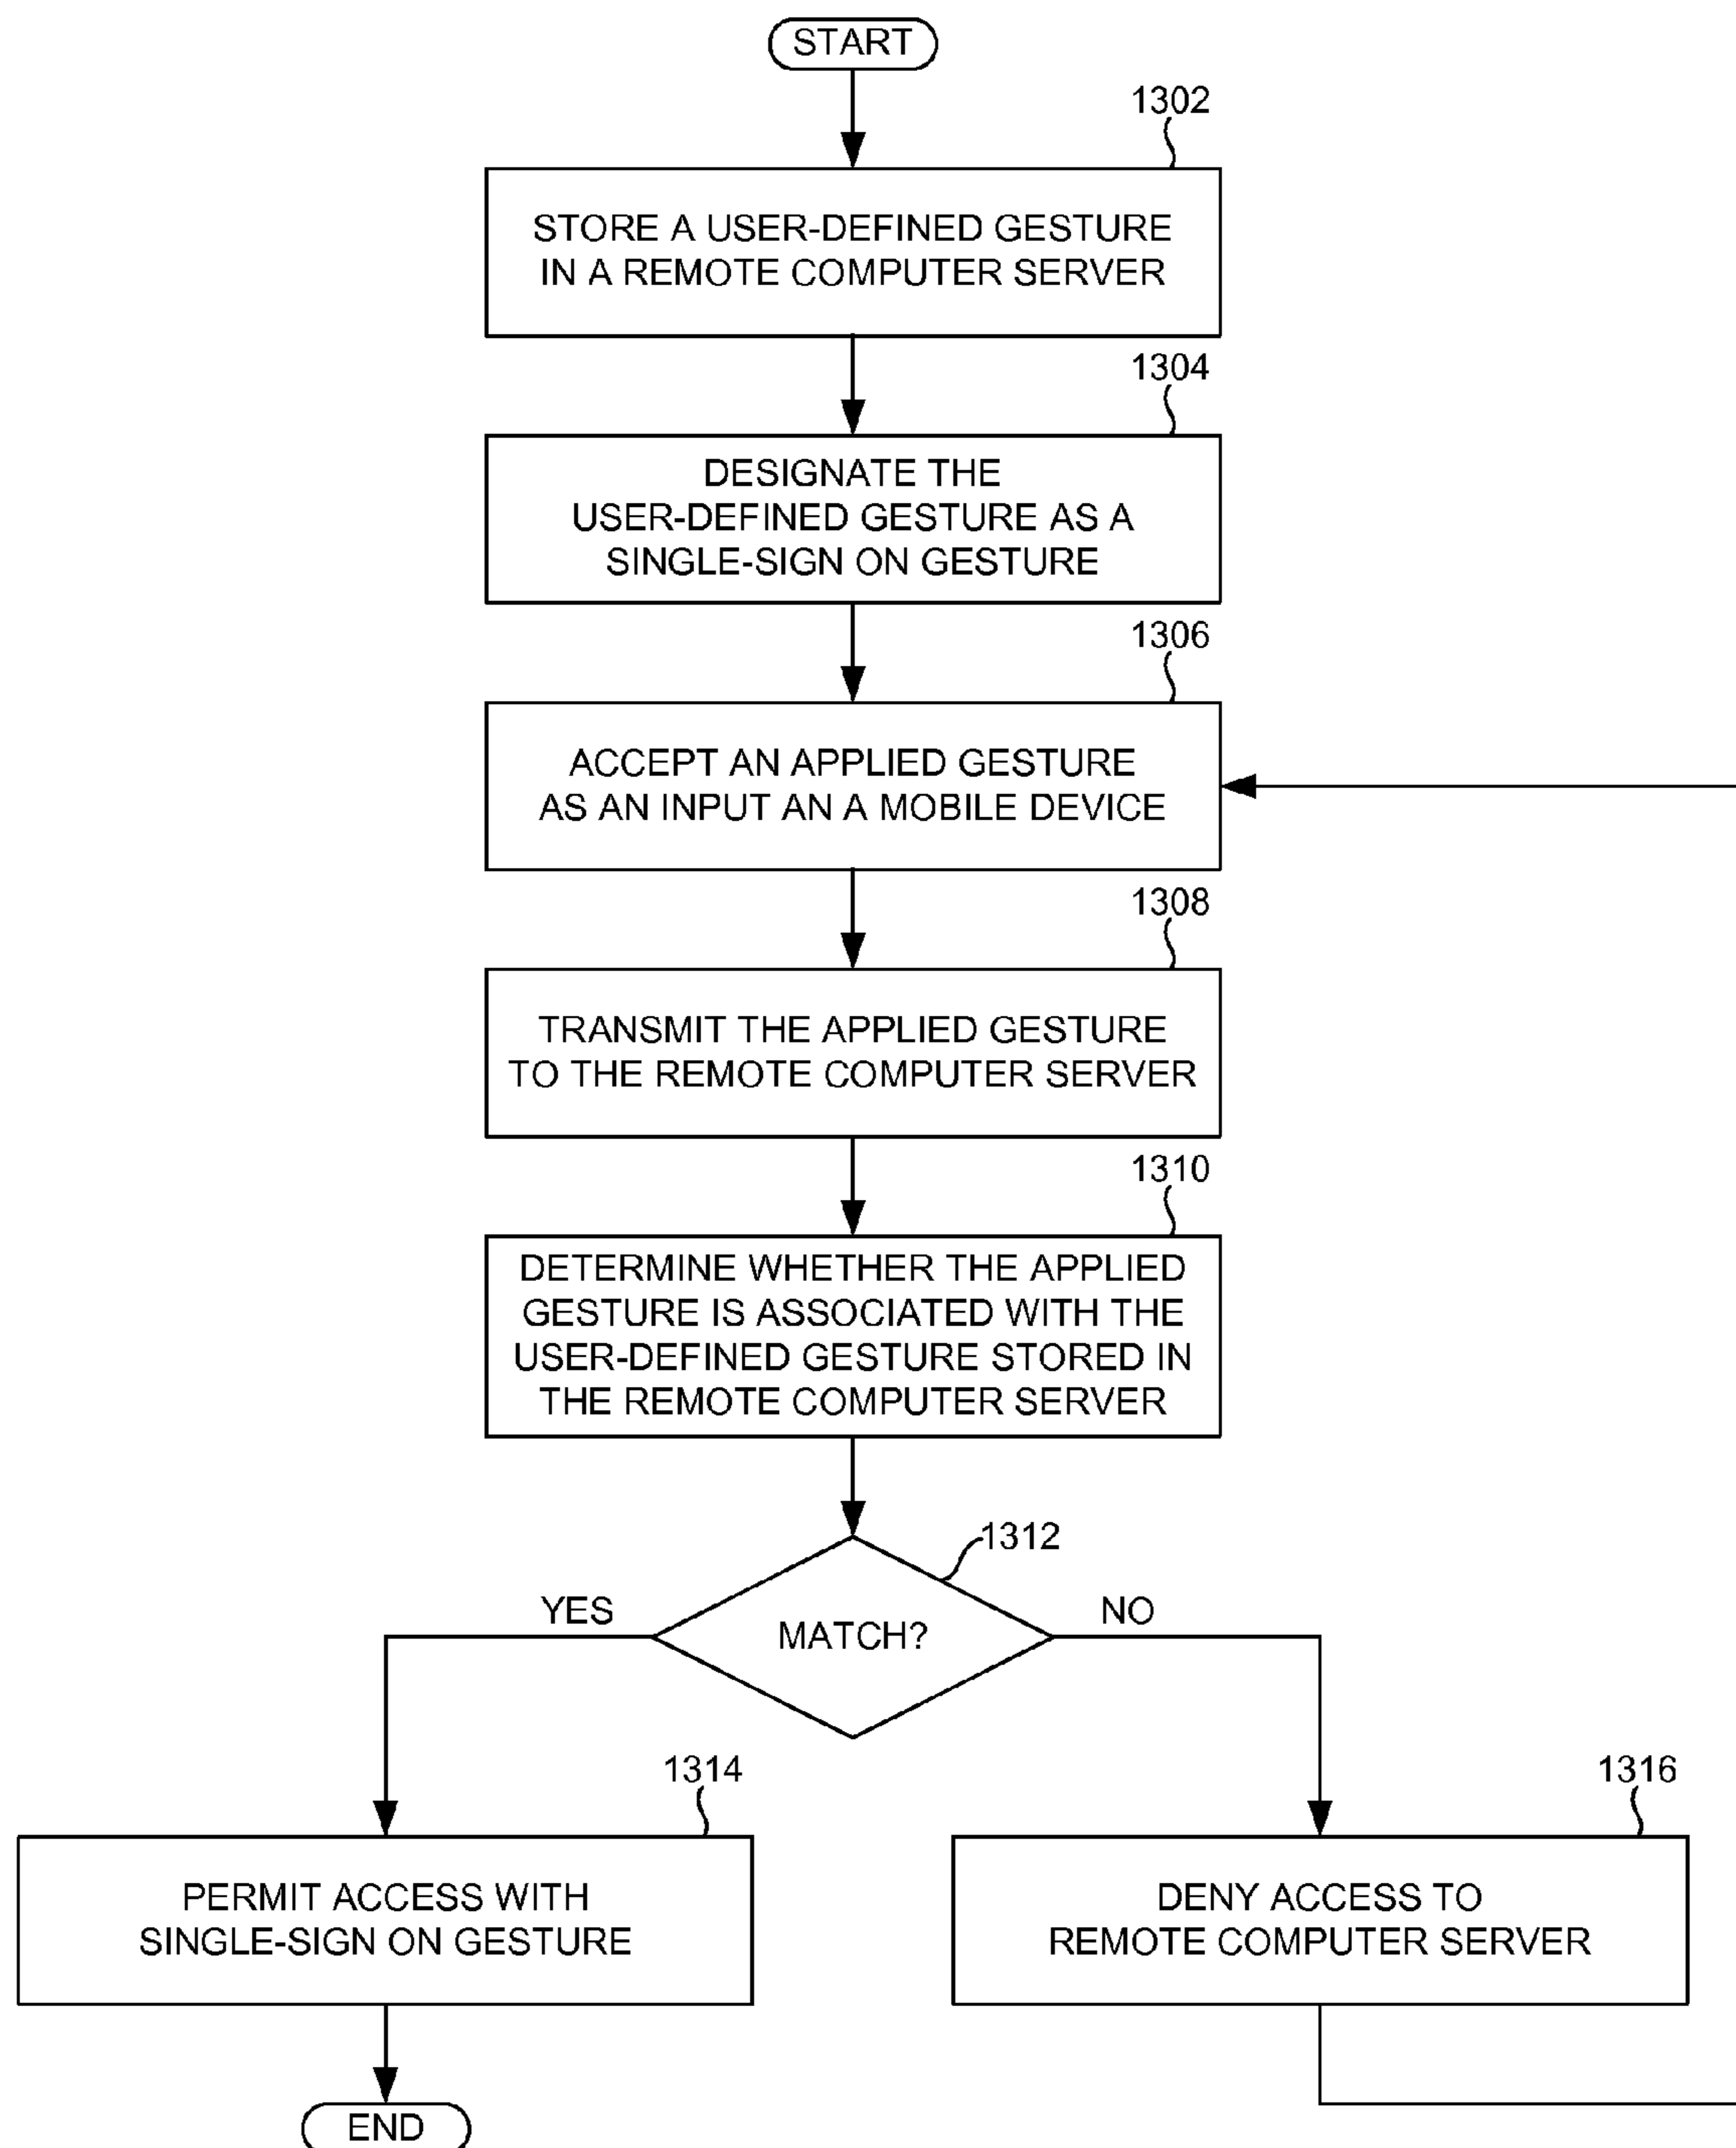 START
1302
STORE A USER-DEFINED GESTURE
IN A REMOTE COMPUTER SERVER
1304
DESIGNATE THE
USER-DEFINED GESTURE AS A
SINGLE-SIGN ON GESTURE
1306
ACCEPT AN APPLIED GESTURE
AS AN INPUT AN A MOBILE DEVICE
1308
TRANSMIT THE APPLIED GESTURE
TO THE REMOTE COMPUTER SERVER
1310
DETERMINE WHETHER THE APPLIED
GESTURE IS ASSOCIATED WITH THE
USER-DEFINED GESTURE STORED IN
THE REMOTE COMPUTER SERVER
1312
YES
MATCH?
NO
1314
PERMIT ACCESS WITH
SINGLE-SIGN ON GESTURE
1316
DENY ACCESS TO
REMOTE COMPUTER SERVER
END